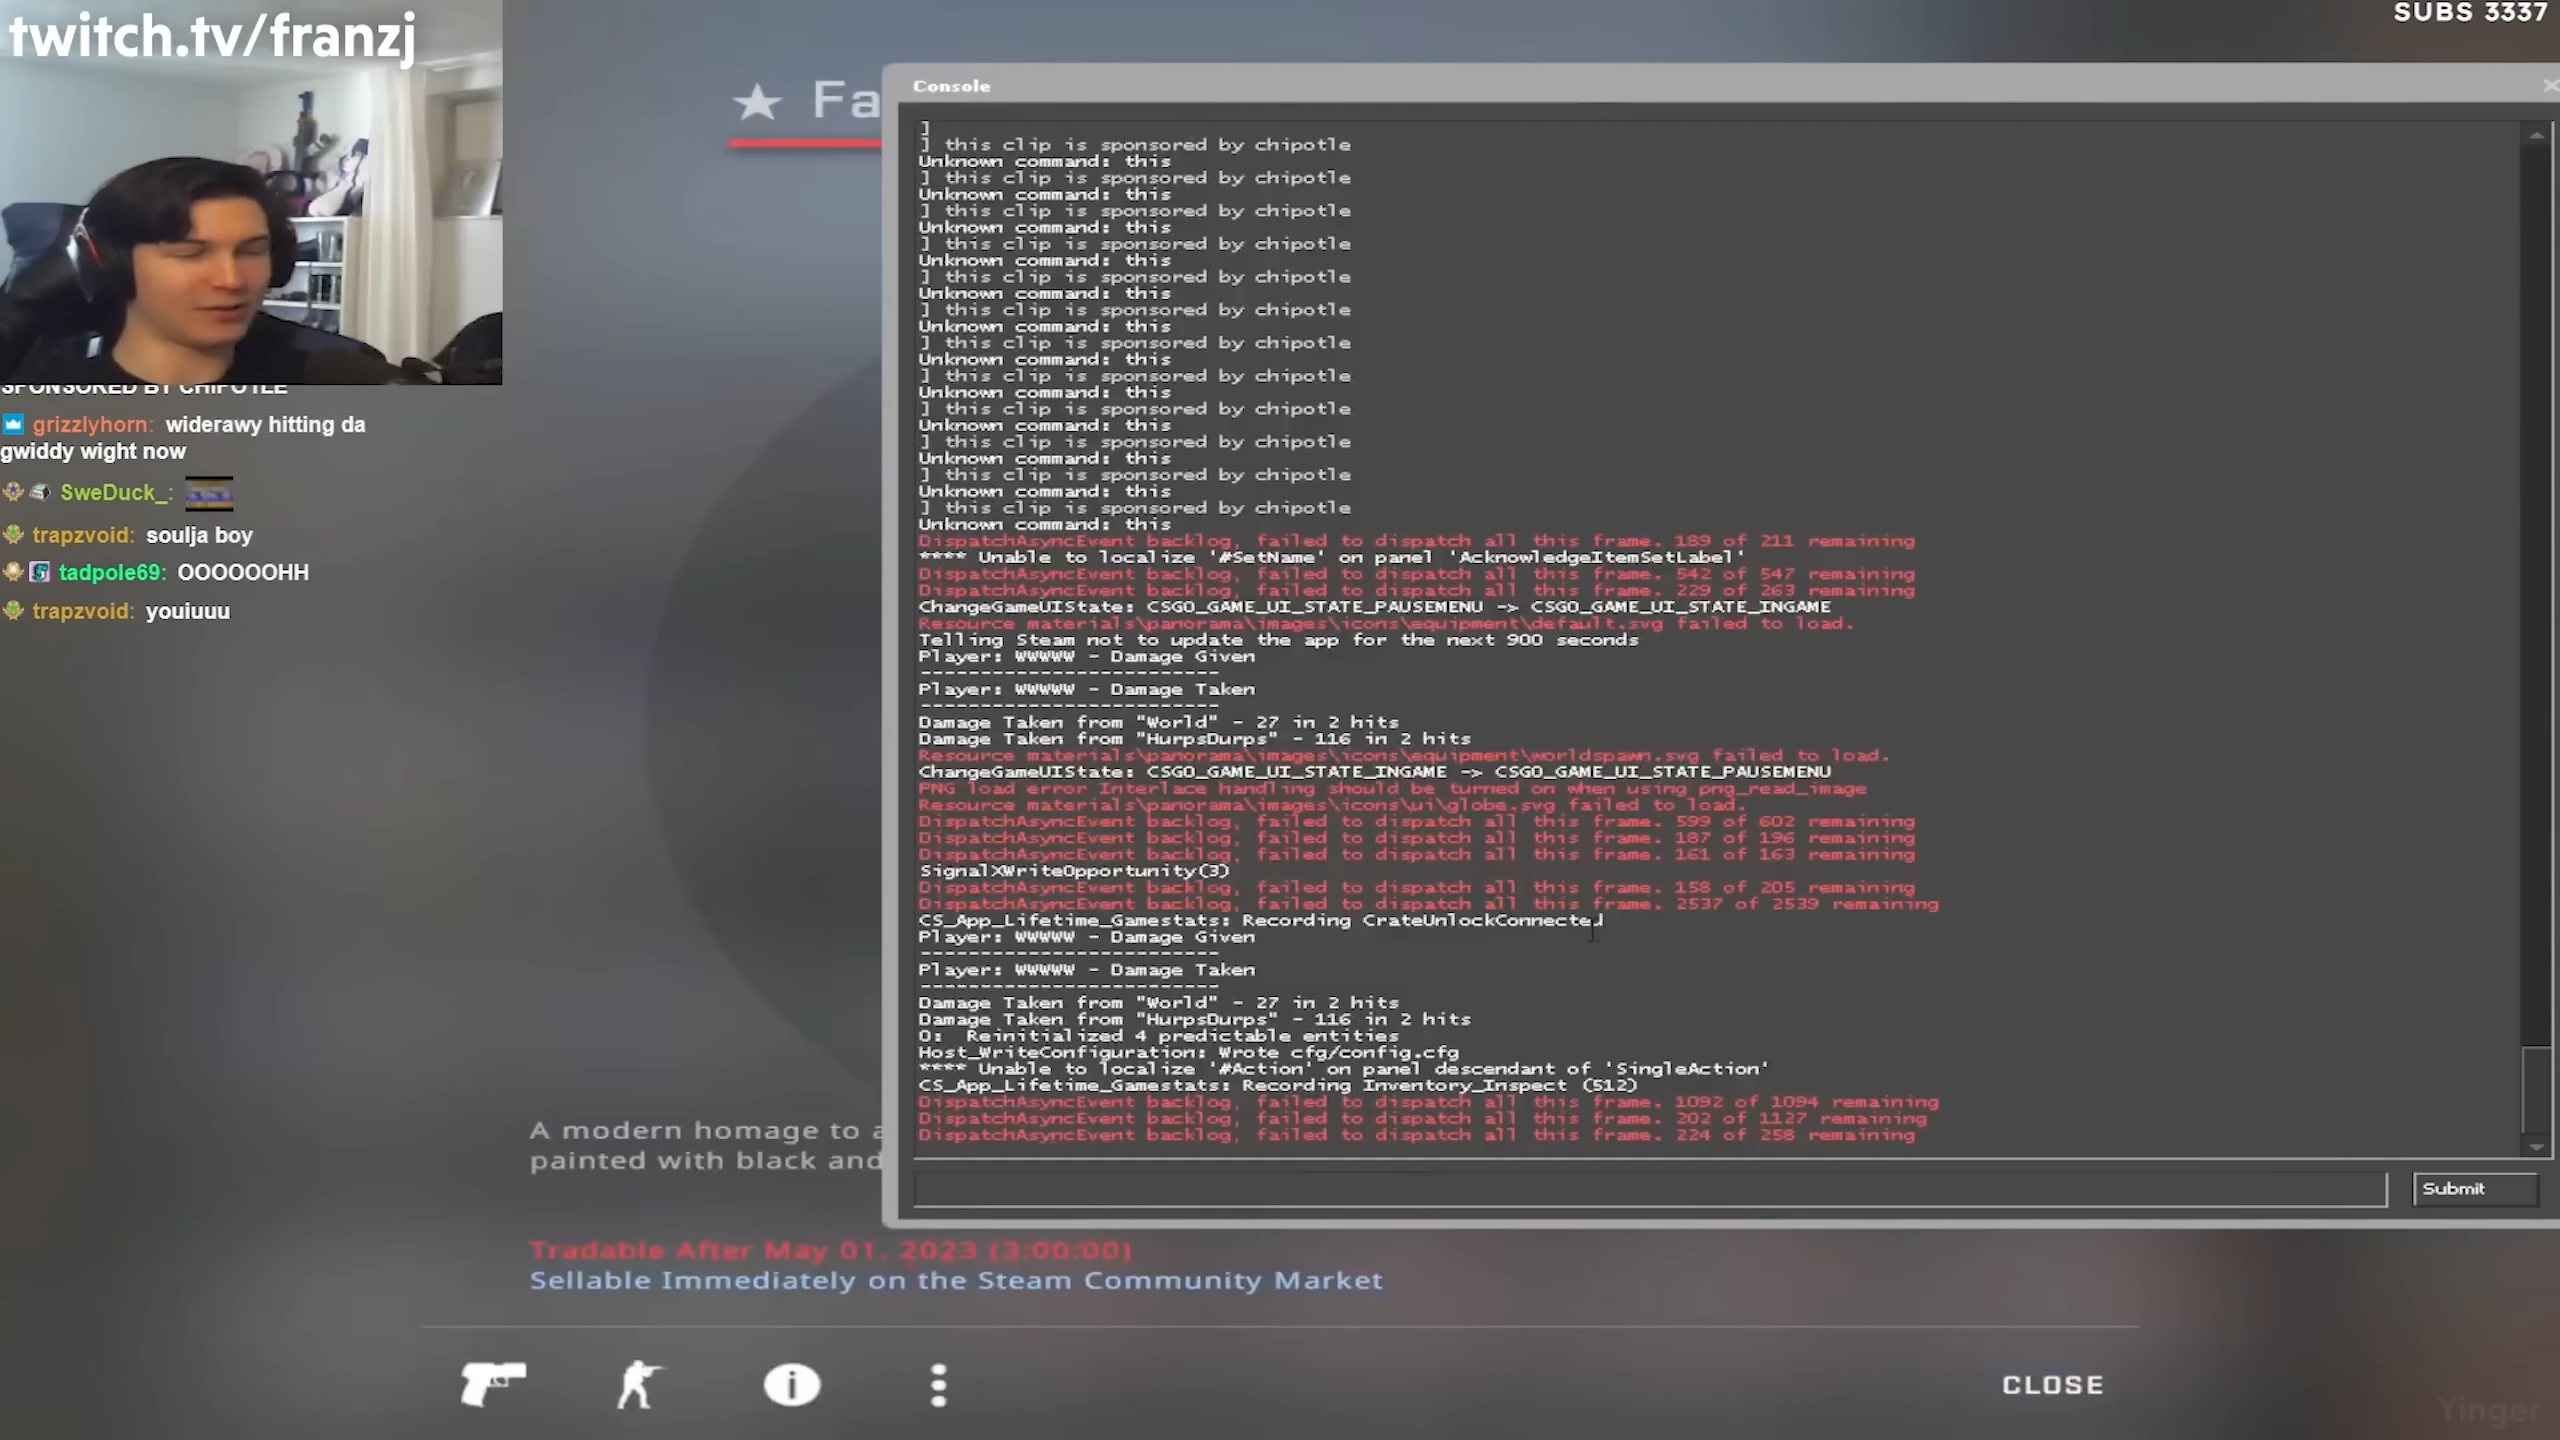 twitch.tv/franzj
SUBS 3337
★ Fa
Console
]
] this clip is sponsored by chipotle
Unknown command: this
] this clip is sponsored by chipotle
Unknown command: this
] this clip is sponsored by chipotle
Unknown command: this
] this clip is sponsored by chipotle
Unknown command: this
] this clip is sponsored by chipotle
Unknown command: this
] this clip is sponsored by chipotle
Unknown command: this
] this clip is sponsored by chipotle
Unknown command: this
] this clip is sponsored by chipotle
Unknown command: this
] this clip is sponsored by chipotle
Unknown command: this
] this clip is sponsored by chipotle
Unknown command: this
] this clip is sponsored by chipotle
Unknown command: this
] this clip is sponsored by chipotle
Unknown command: this
DispatchAsyncEvent backlog, failed to dispatch all this frame. 189 of 211 remaining
**** Unable to localize '#SetName' on panel 'AcknowledgeItemSetLabel'
DispatchAsyncEvent backlog, failed to dispatch all this frame. 542 of 547 remaining
DispatchAsyncEvent backlog, failed to dispatch all this frame. 229 of 263 remaining
ChangeGameUIState: CSGO_GAME_UI_STATE_PAUSEMENU -> CSGO_GAME_UI_STATE_INGAME
Resource materials\panorama\images\icons\equipment\default.svg failed to load.
Telling Steam not to update the app for the next 900 seconds
Player: WWWWW - Damage Given
-------------------------
Player: WWWWW - Damage Taken
-------------------------
Damage Taken from "World" - 27 in 2 hits
Damage Taken from "HurpsDurps" - 116 in 2 hits
Resource materials\panorama\images\icons\equipment\worldspawn.svg failed to load.
ChangeGameUIState: CSGO_GAME_UI_STATE_INGAME -> CSGO_GAME_UI_STATE_PAUSEMENU
PNG load error Interlace handling should be turned on when using png_read_image
Resource materials\panorama\images\icons\ui\globe.svg failed to load.
DispatchAsyncEvent backlog, failed to dispatch all this frame. 599 of 602 remaining
DispatchAsyncEvent backlog, failed to dispatch all this frame. 187 of 196 remaining
DispatchAsyncEvent backlog, failed to dispatch all this frame. 161 of 163 remaining
SignalXWriteOpportunity(3)
DispatchAsyncEvent backlog, failed to dispatch all this frame. 158 of 205 remaining
DispatchAsyncEvent backlog, failed to dispatch all this frame. 2537 of 2539 remaining
CS_App_Lifetime_Gamestats: Recording CrateUnlockConnected
Player: WWWWW - Damage Given
-------------------------
Player: WWWWW - Damage Taken
-------------------------
Damage Taken from "World" - 27 in 2 hits
Damage Taken from "HurpsDurps" - 116 in 2 hits
0:  Reinitialized 4 predictable entities
Host_WriteConfiguration: Wrote cfg/config.cfg
**** Unable to localize '#Action' on panel descendant of 'SingleAction'
CS_App_Lifetime_Gamestats: Recording Inventory_Inspect (512)
DispatchAsyncEvent backlog, failed to dispatch all this frame. 1092 of 1094 remaining
DispatchAsyncEvent backlog, failed to dispatch all this frame. 202 of 1127 remaining
DispatchAsyncEvent backlog, failed to dispatch all this frame. 224 of 258 remaining
Submit
SPONSORED BY CHIPOTLE
grizzlyhorn: widerawy hitting da
gwiddy wight now
SweDuck_:
trapzvoid: soulja boy
tadpole69: OOOOOOHH
trapzvoid: youiuuu
A modern homage to a
painted with black and
Tradable After May 01, 2023 (3:00:00)
Sellable Immediately on the Steam Community Market
CLOSE
Yinger